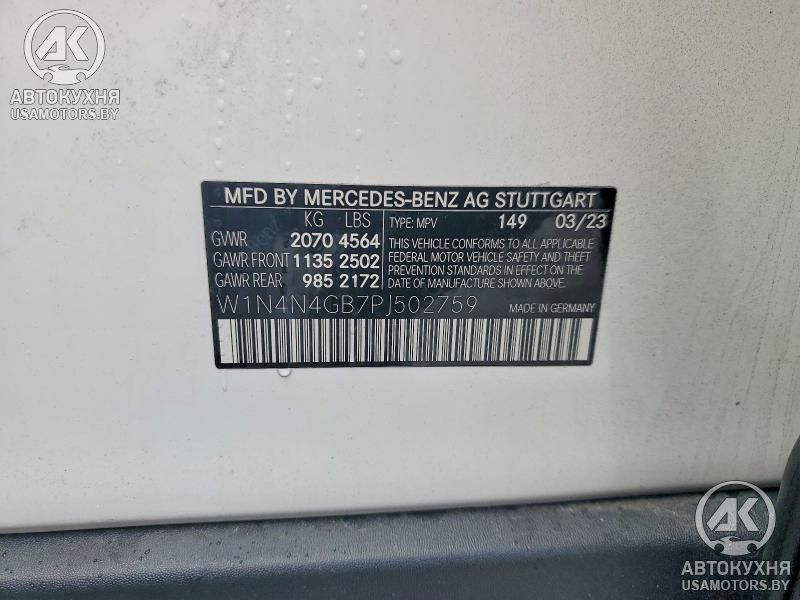 AK
АВТОКУХНЯ
USAMOTORS.BY
MFD BY MERCEDES-BENZ AG STUTTGART
KG LBS TYPE: MPV 149 03/23
GVWR 2070 4564
GAWR FRONT 1135 2502
GAWR REAR 985 2172
THIS VEHICLE CONFORMS TO ALL APPLICABLE
FEDERAL MOTOR VEHICLE SAFETY AND THEFT
PREVENTION STANDARDS IN EFFECT ON THE
DATE OF MANUFACTURE SHOWN ABOVE.
W1N4N4GB7PJ502759 MADE IN GERMANY
AK
АВТОКУХНЯ
USAMOTORS.BY